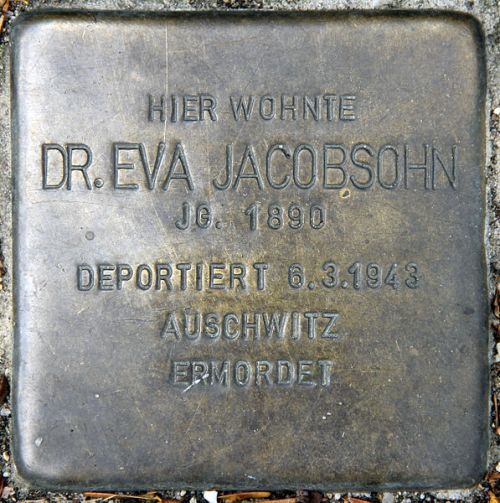 HIER WOHNTE
DR. EVA JACOBSOHN
JG. 1890
DEPORTIERT 6.3.1943
AUSCHWITZ
ERMORDET